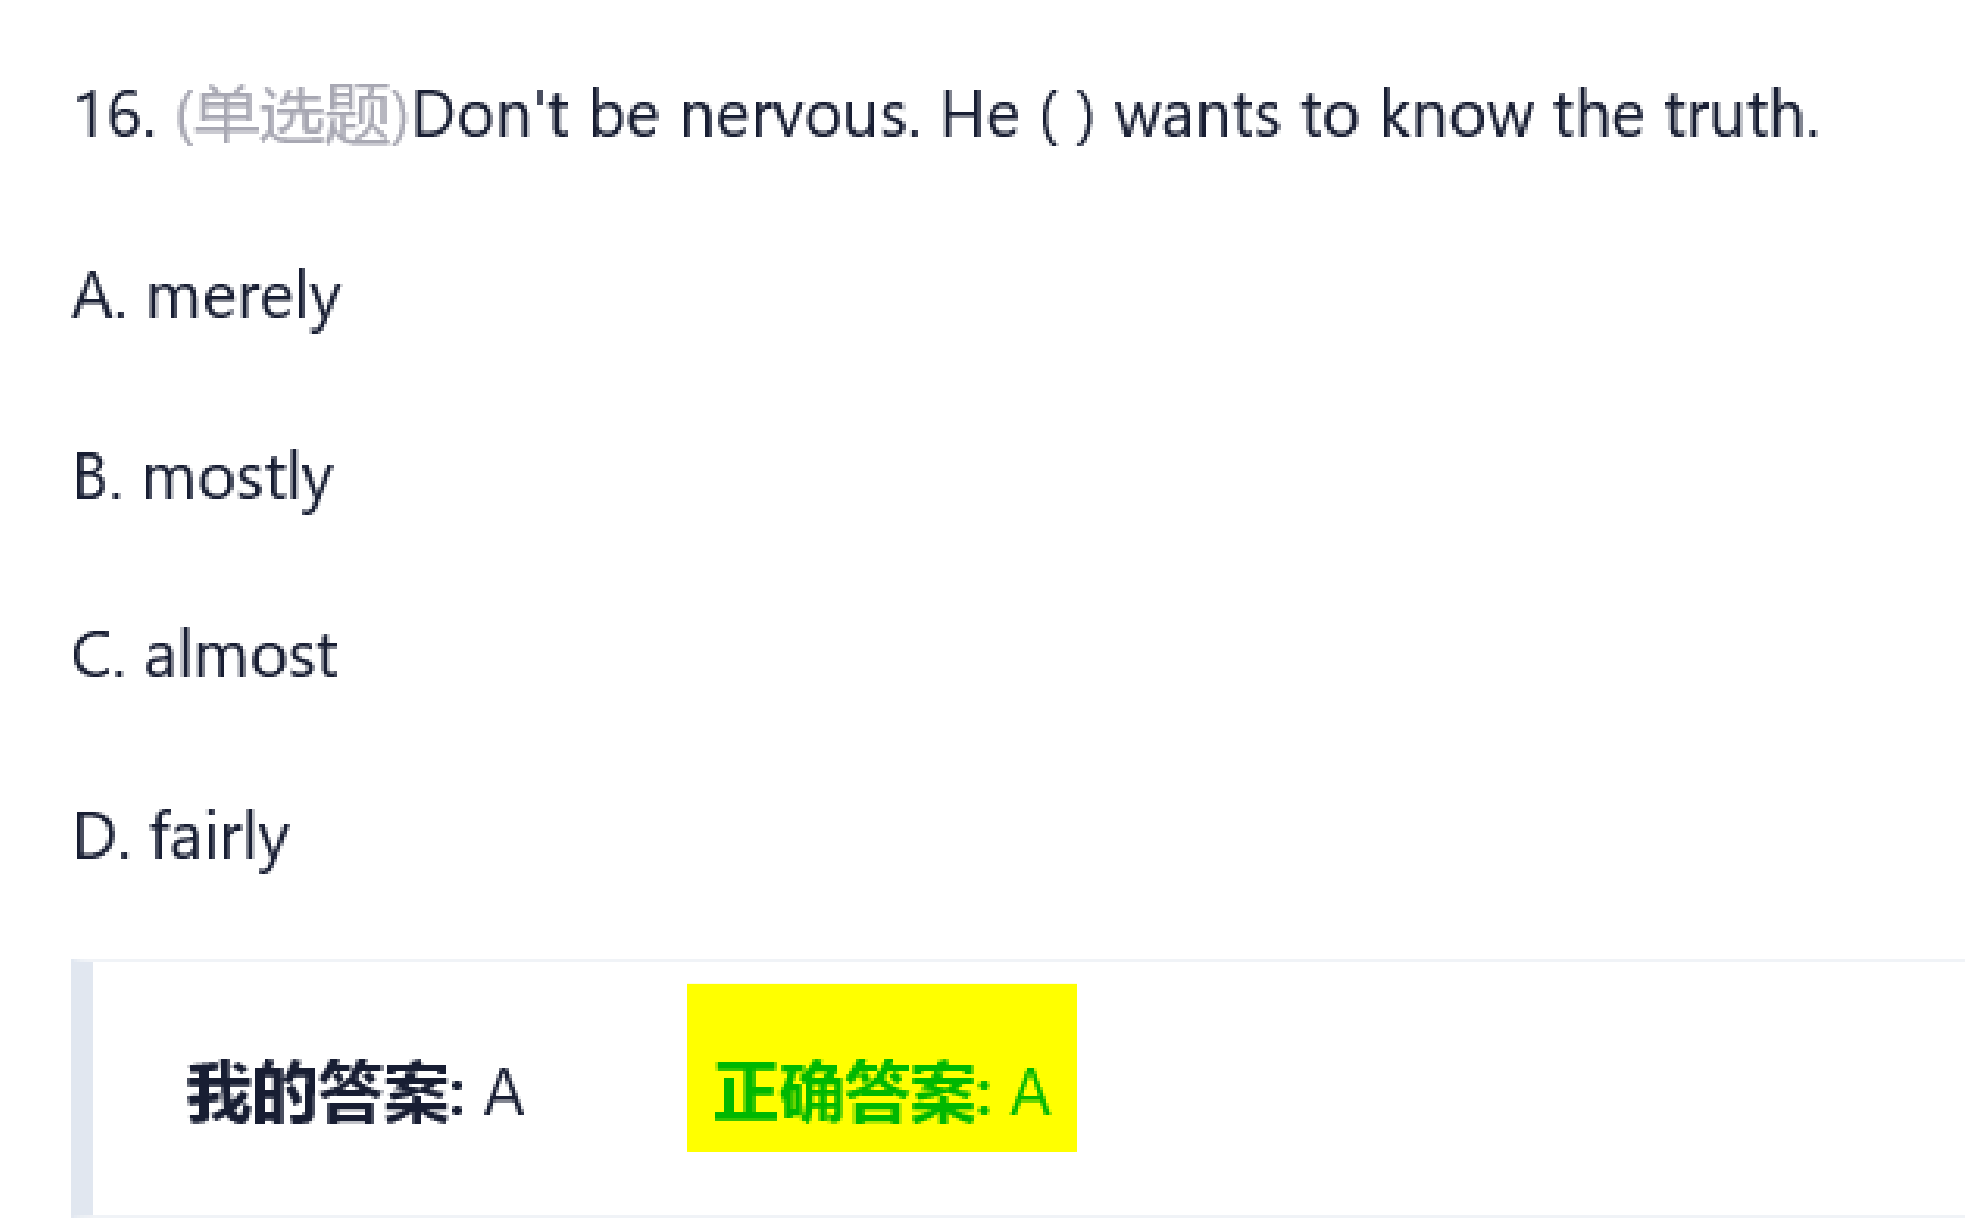 16. (单选题)Don't be nervous. He ( ) wants to know the truth.
A. merely
B. mostly
C. almost
D. fairly
我的答案: A 正确答案: A